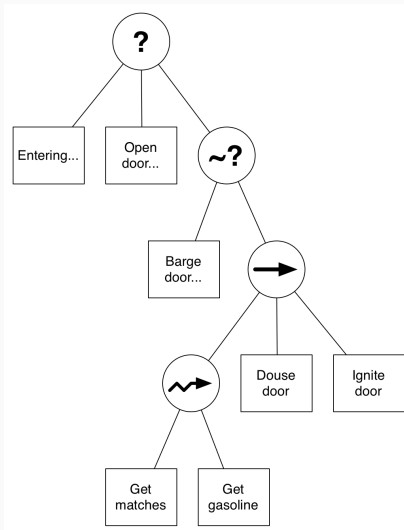 ?
Entering...
Open
door...
~?
Barge
door...
Douse
door
Ignite
door
Get
matches
Get
gasoline